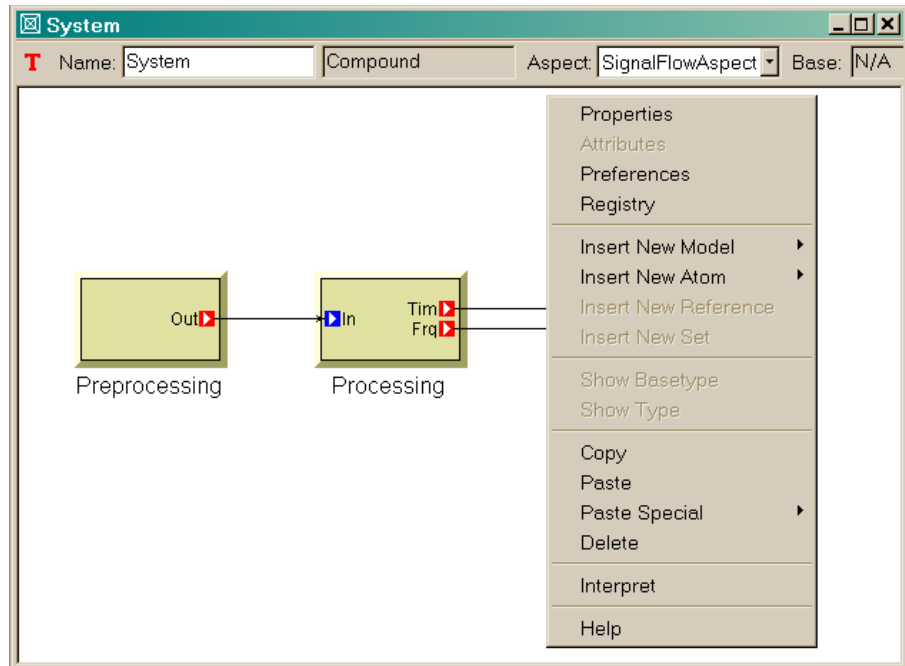 System
T Name: System Compound Aspect: SignalFlowAspect Base: N/A
Properties
Attributes
Preferences
Registry
Insert New Model
Insert New Atom
Insert New Reference
Insert New Set
Show Basetype
Show Type
Copy
Paste
Paste Special
Delete
Interpret
Help
Out
Preprocessing
In
Tim
Frq
Processing